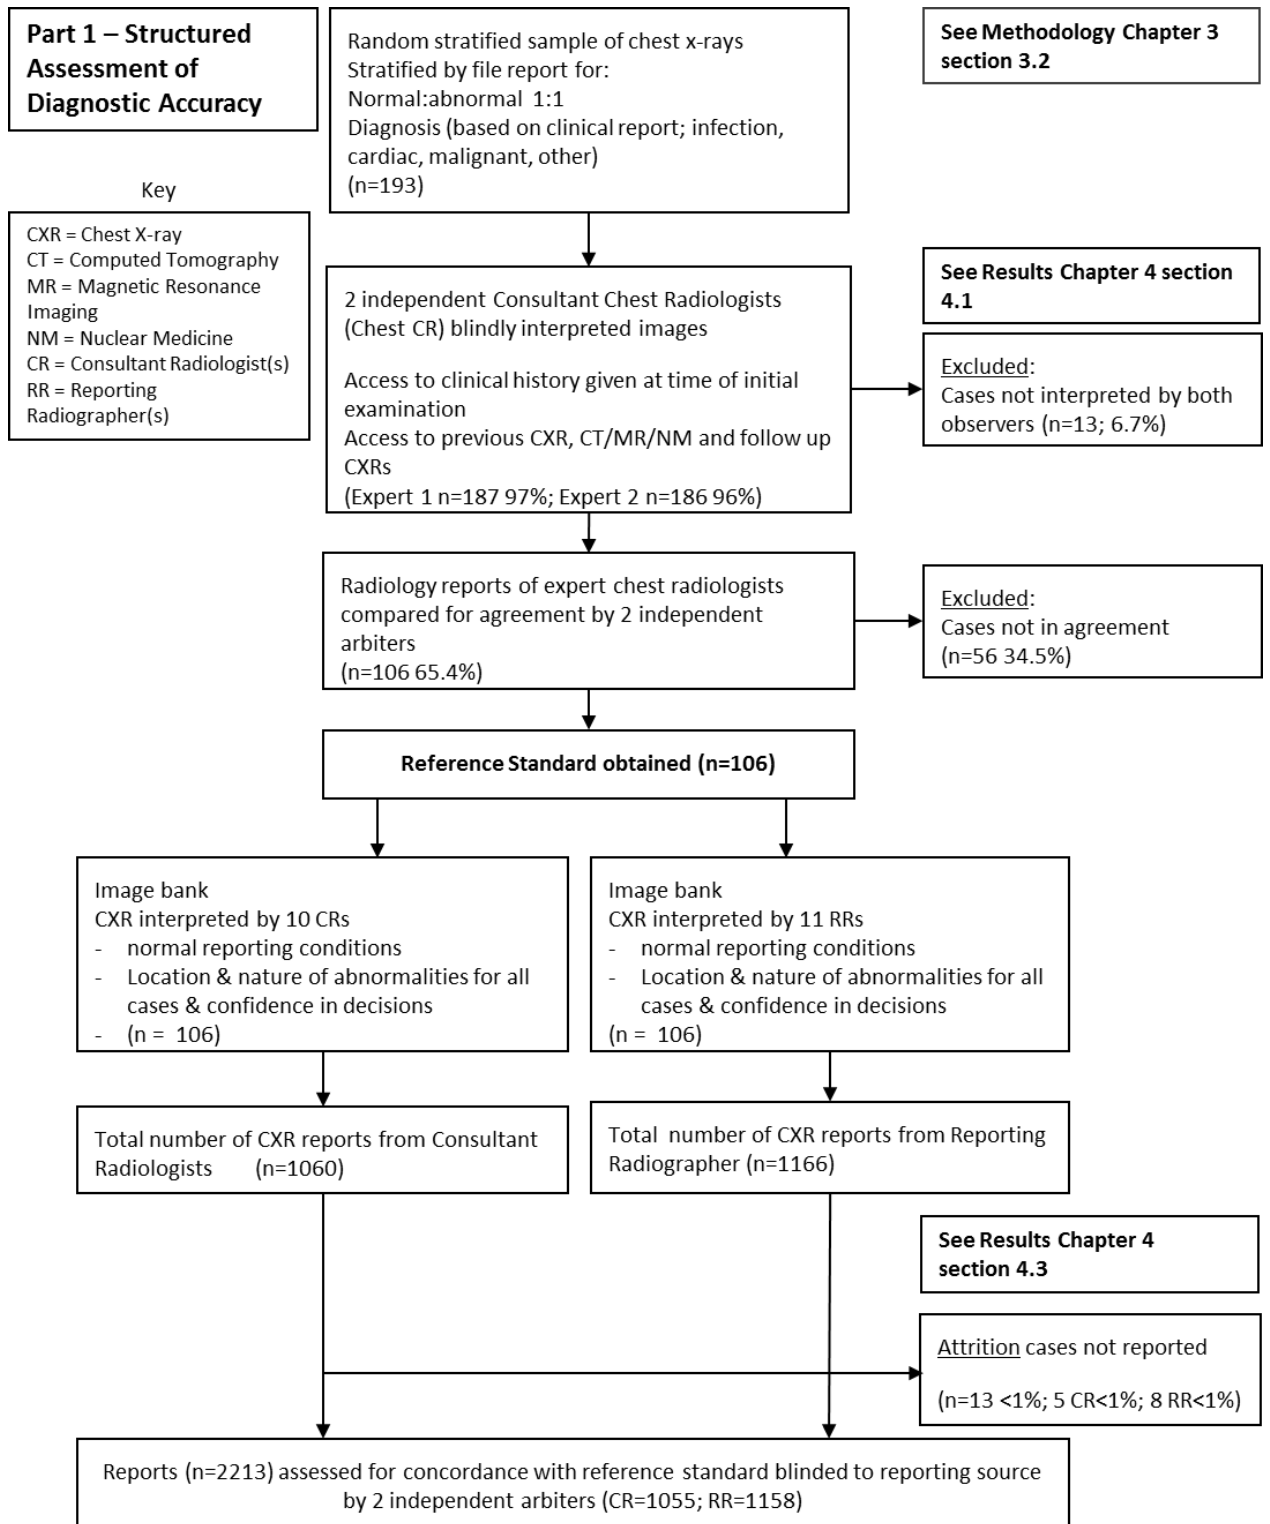 Part 1 – Structured
Assessment of
Diagnostic Accuracy
Random stratified sample of chest x-rays
Stratified by file report for:
Normal:abnormal 1:1
Diagnosis (based on clinical report; infection,
cardiac, malignant, other)
(n=193)
See Methodology Chapter 3
section 3.2
Key
CXR = Chest X-ray
CT = Computed Tomography
MR = Magnetic Resonance
Imaging
NM = Nuclear Medicine
CR = Consultant Radiologist(s)
RR = Reporting
Radiographer(s)
2 independent Consultant Chest Radiologists
(Chest CR) blindly interpreted images
Access to clinical history given at time of initial
examination
Access to previous CXR, CT/MR/NM and follow up
CXRs
(Expert 1 n=187 97%; Expert 2 n=186 96%)
See Results Chapter 4 section
4.1
Excluded:
Cases not interpreted by both
observers (n=13; 6.7%)
Radiology reports of expert chest radiologists
compared for agreement by 2 independent
arbiters
(n=106 65.4%)
Excluded:
Cases not in agreement
(n=56 34.5%)
Reference Standard obtained (n=106)
Image bank
CXR interpreted by 10 CRs
- normal reporting conditions
- Location & nature of abnormalities for all
cases & confidence in decisions
- (n = 106)
Image bank
CXR interpreted by 11 RRs
- normal reporting conditions
- Location & nature of abnormalities for all
cases & confidence in decisions
(n = 106)
Total number of CXR reports from Consultant
Radiologists (n=1060)
Total number of CXR reports from Reporting
Radiographer (n=1166)
See Results Chapter 4
section 4.3
Attrition cases not reported
(n=13 <1%; 5 CR<1%; 8 RR<1%)
Reports (n=2213) assessed for concordance with reference standard blinded to reporting source
by 2 independent arbiters (CR=1055; RR=1158)